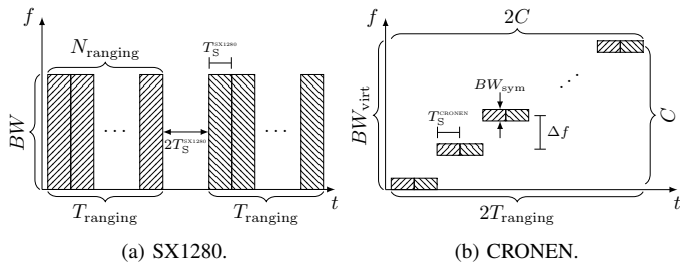 f
N_ranging
T_S^SX1280
BW
...
2T_S^SX1280
...
t
T_ranging
T_ranging
(a) SX1280.
f
2C
BW_sym
...
T_S^CRONEN
BW_virt
Δf
C
t
2T_ranging
(b) CRONEN.